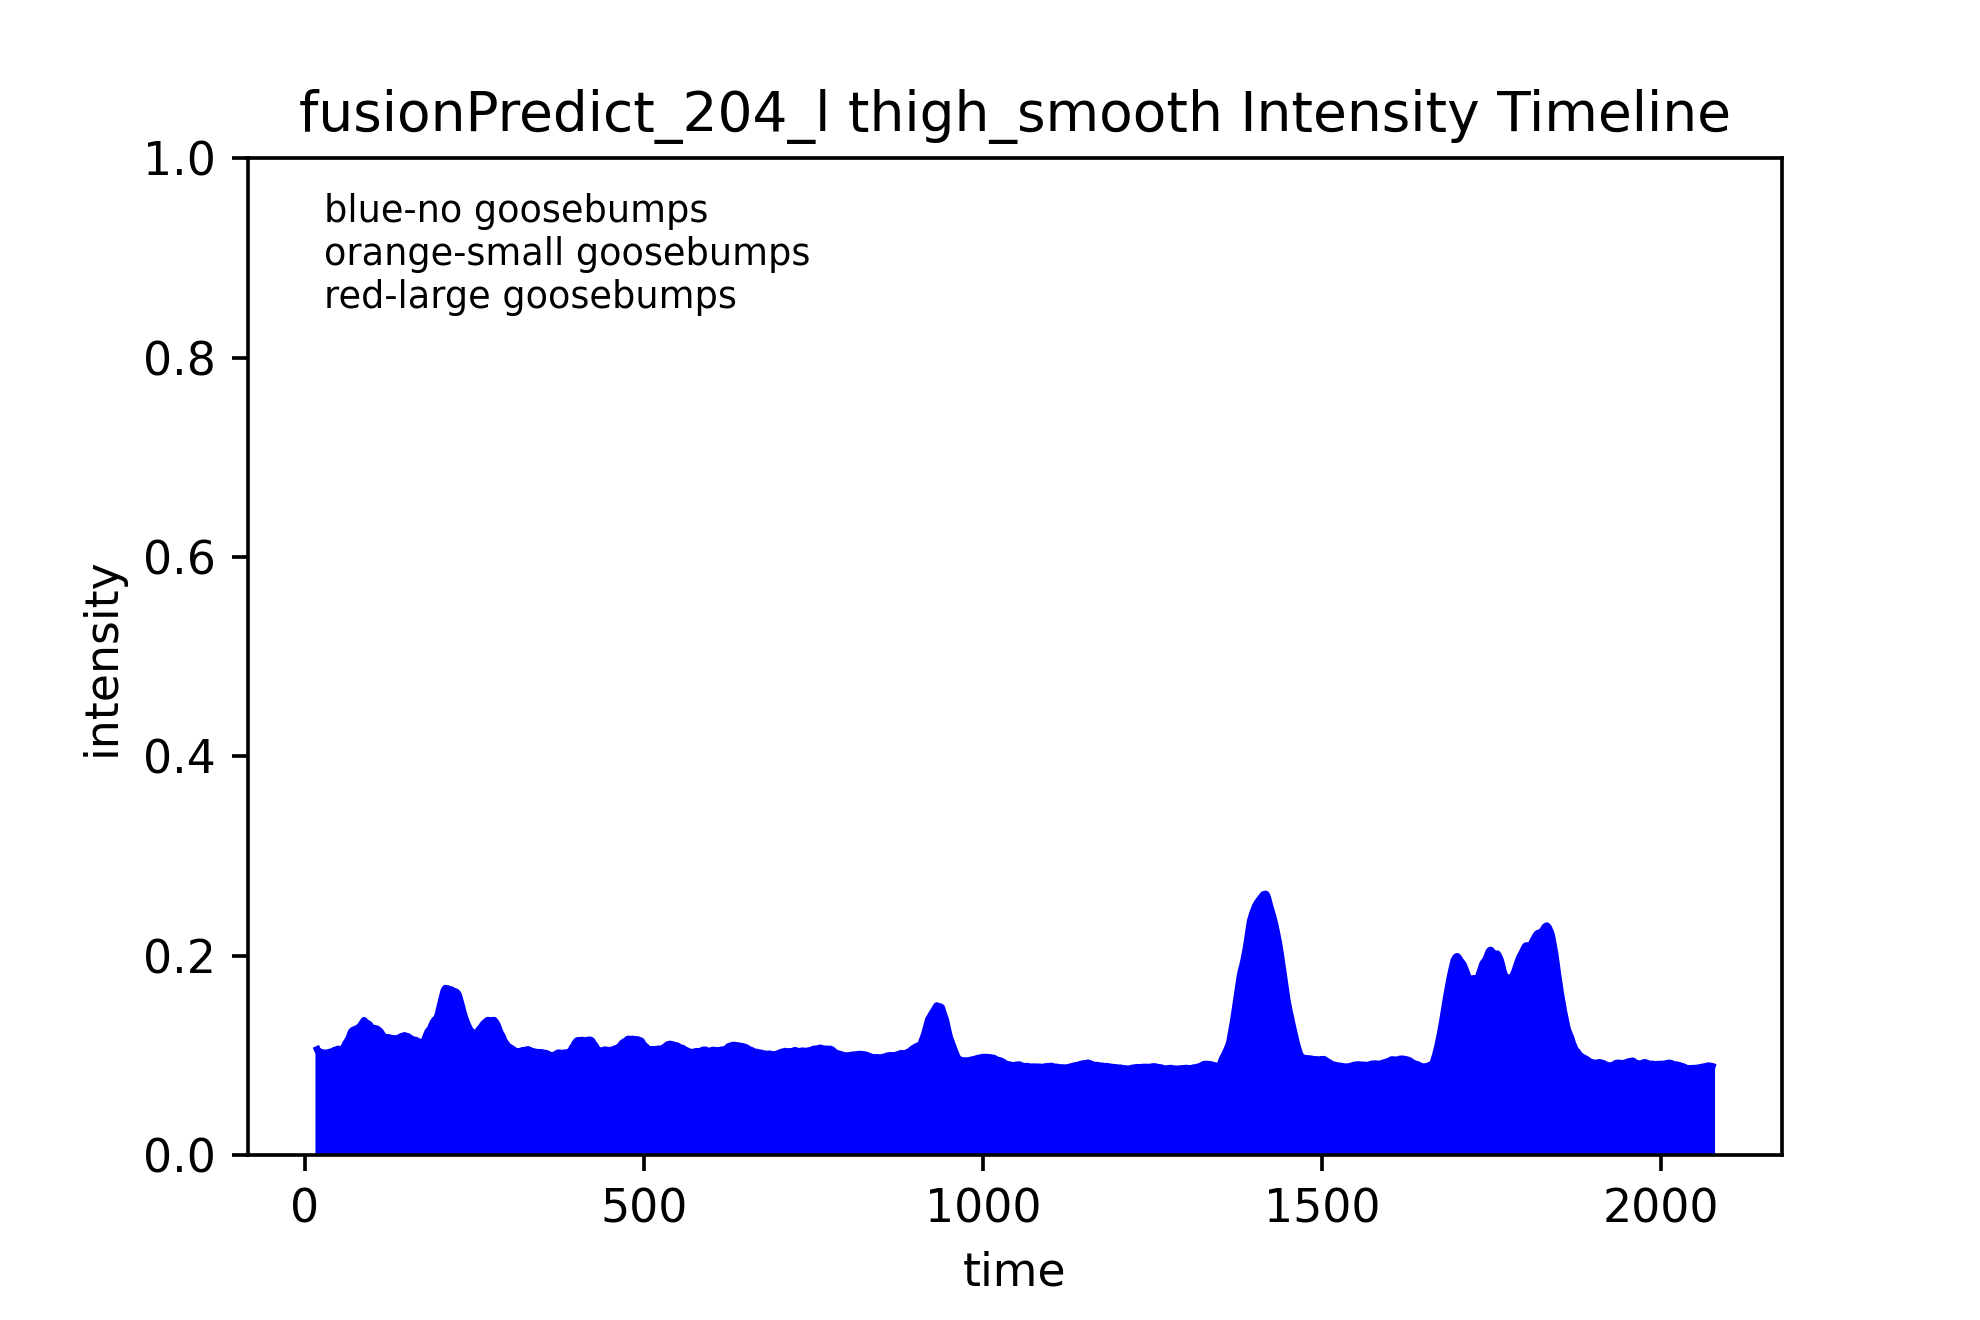 fusionPredict_204_l thigh_smooth Intensity Timeline
1.0
blue-no goosebumps
orange-small goosebumps
red-large goosebumps
0.8
0.6
intensity
0.4
0.2
0.0
0 500 1000 1500 2000
time